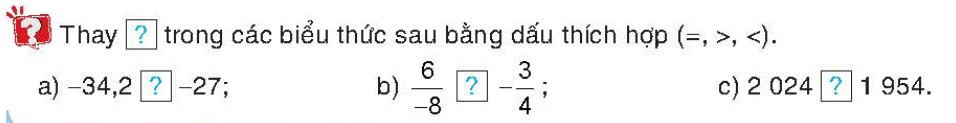 Thay ? trong các biểu thức sau bằng dấu thích hợp (=, >, <).
a) −34,2 ? −27; b) 6/−8 ? −3/4 ; c) 2 024 ? 1 954.